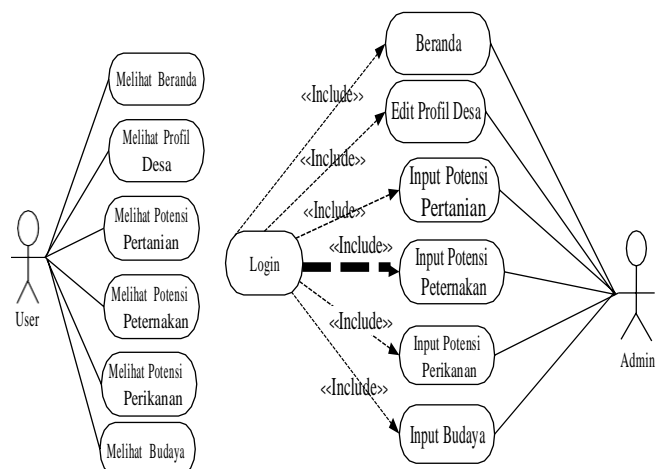 Melihat Beranda
Melihat Profil
Desa
Melihat Potensi
Pertanian
Melihat Potensi
Peternakan
Melihat Potensi
Perikanan
Melihat Budaya
User
Login
«Include»
«Include»
«Include»
«Include»
«Include»
«Include»
Beranda
Edit Profil Desa
Input Potensi
Pertanian
Input Potensi
Peternakan
Input Potensi
Perikanan
Input Budaya
Admin